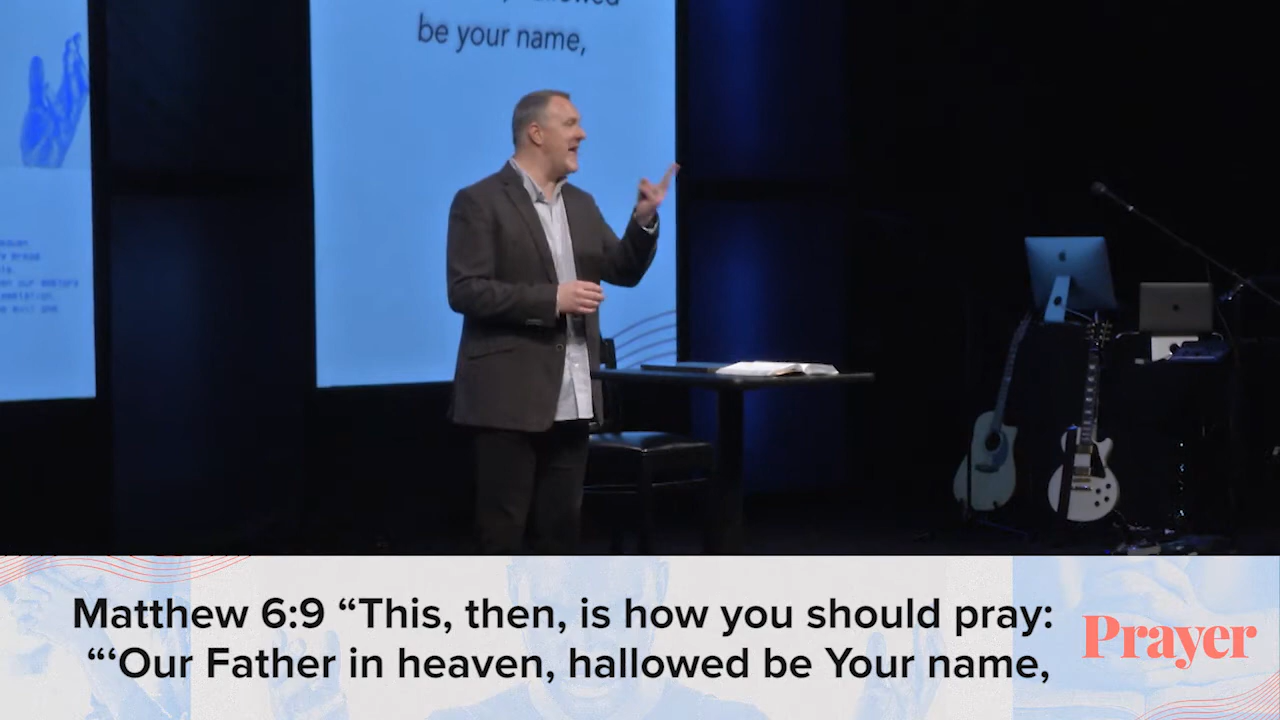 be your name,
Matthew 6:9 “This, then, is how you should pray:
“‘Our Father in heaven, hallowed be Your name,
Prayer